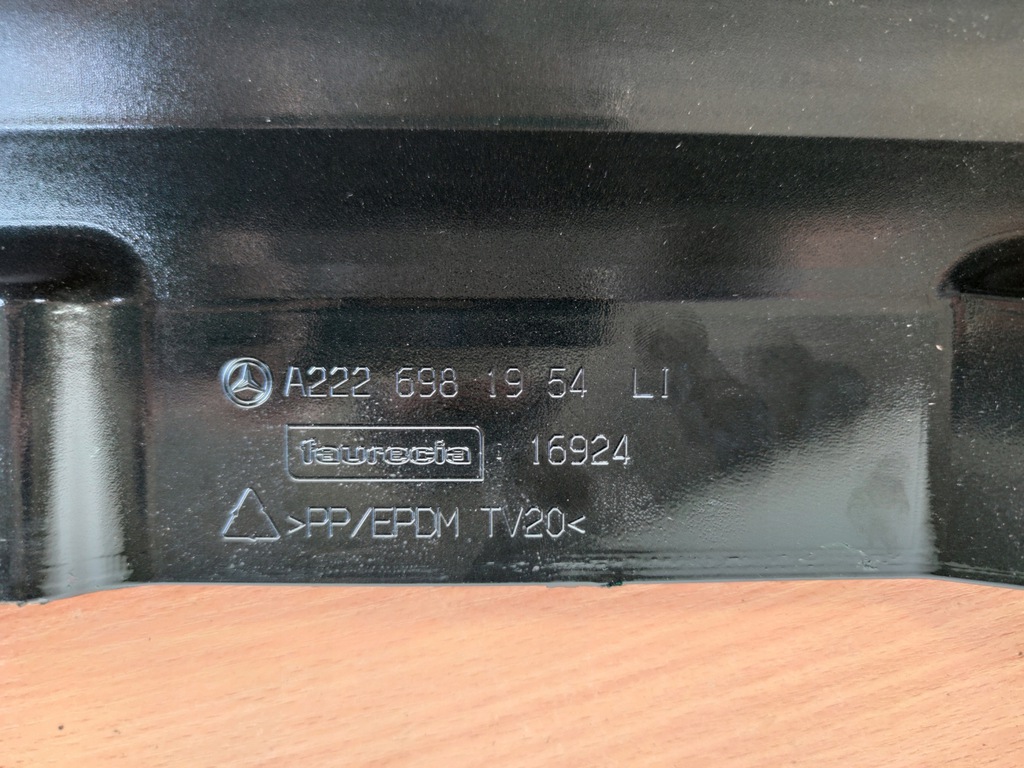 A222 698 19 54 LI
faurecia 16924
>PP/EPDM TV20<